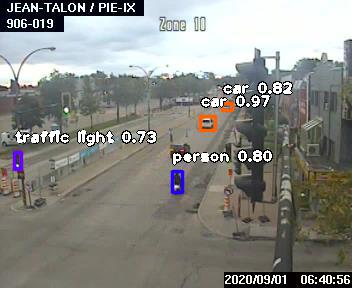 JEAN-TALON / PIE-IX
906-019
Zone 10
car 0.82
car 0.97
traffic light 0.73
person 0.80
2020/09/01 06:40:56